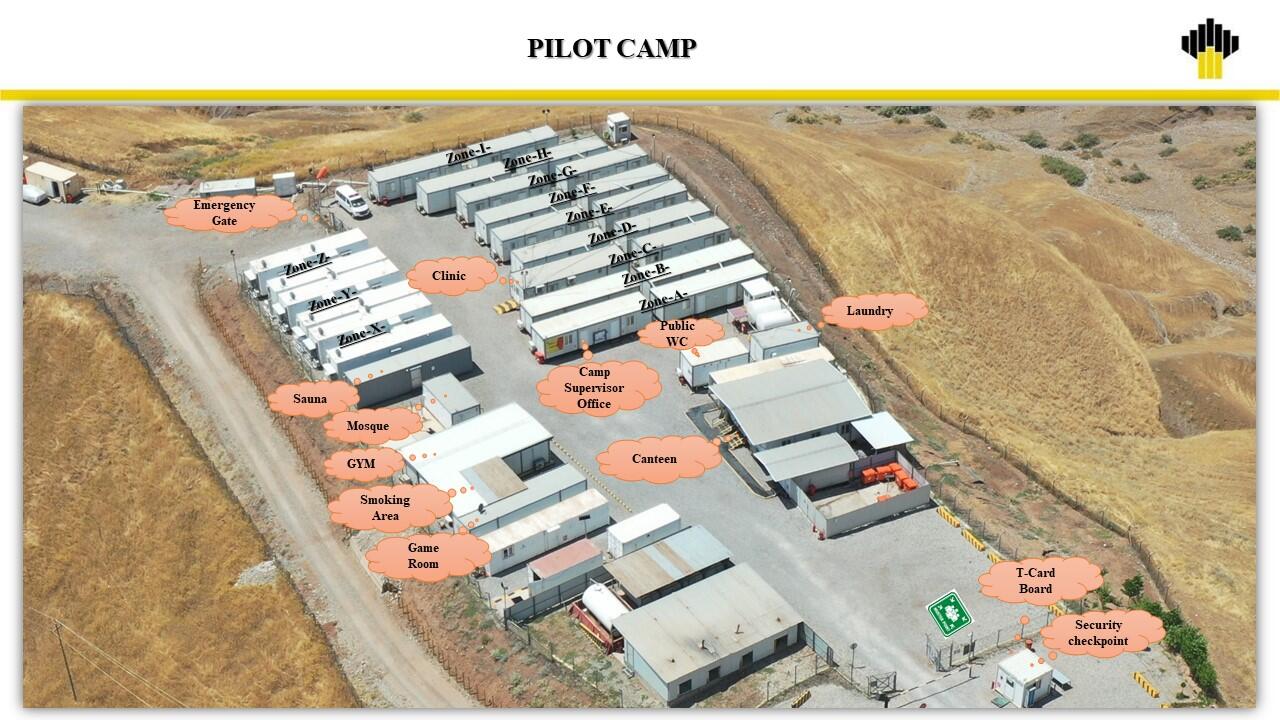 PILOT CAMP
Zone-I-
Zone-H-
Zone-G-
Zone-F-
Zone-E-
Zone-D-
Zone-C-
Zone-B-
Zone-A-
Emergency
Gate
Zone-Z-
Zone-Y-
Zone-X-
Clinic
Laundry
Public
WC
Camp
Supervisor
Office
Sauna
Mosque
GYM
Canteen
Smoking
Area
Game
Room
T-Card
Board
Security
checkpoint